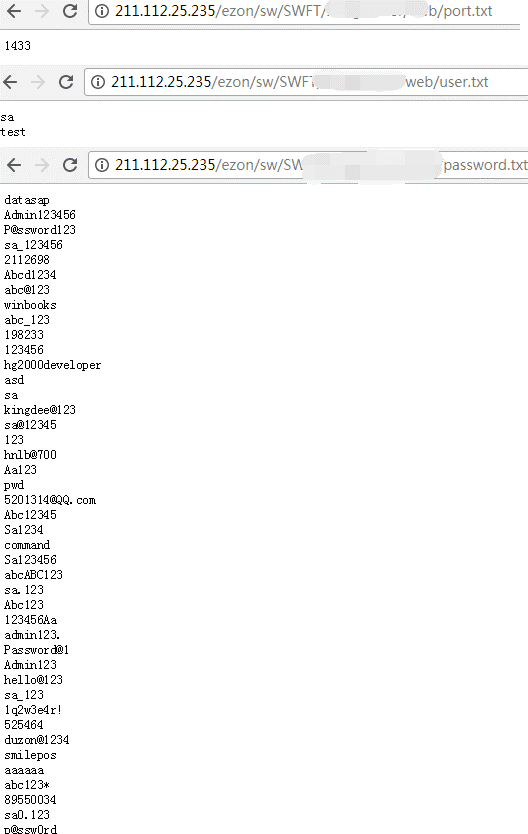 211.112.25.235/ezon/sw/SWFT/ b/port.txt
1433
211.112.25.235/ezon/sw/SWF web/user.txt
sa
test
211.112.25.235/ezon/sw/SW /password.txt
datasap
Admin123456
P@ssword123
sa_123456
2112698
Abcd1234
abc@123
winbooks
abc_123
198233
123456
hg2000developer
asd
sa
kingdee@123
sa@12345
123
hnlb@700
Aa123
pwd
5201314@QQ.com
Abc12345
Sa1234
command
Sa123456
abcABC123
sa.123
Abc123
123456Aa
admin123.
Password@1
Admin123
hello@123
sa_123
1q2w3e4r!
525464
duzon@1234
smilepos
aaaaaa
abc123*
89550034
sa0.123
p@ssw0rd